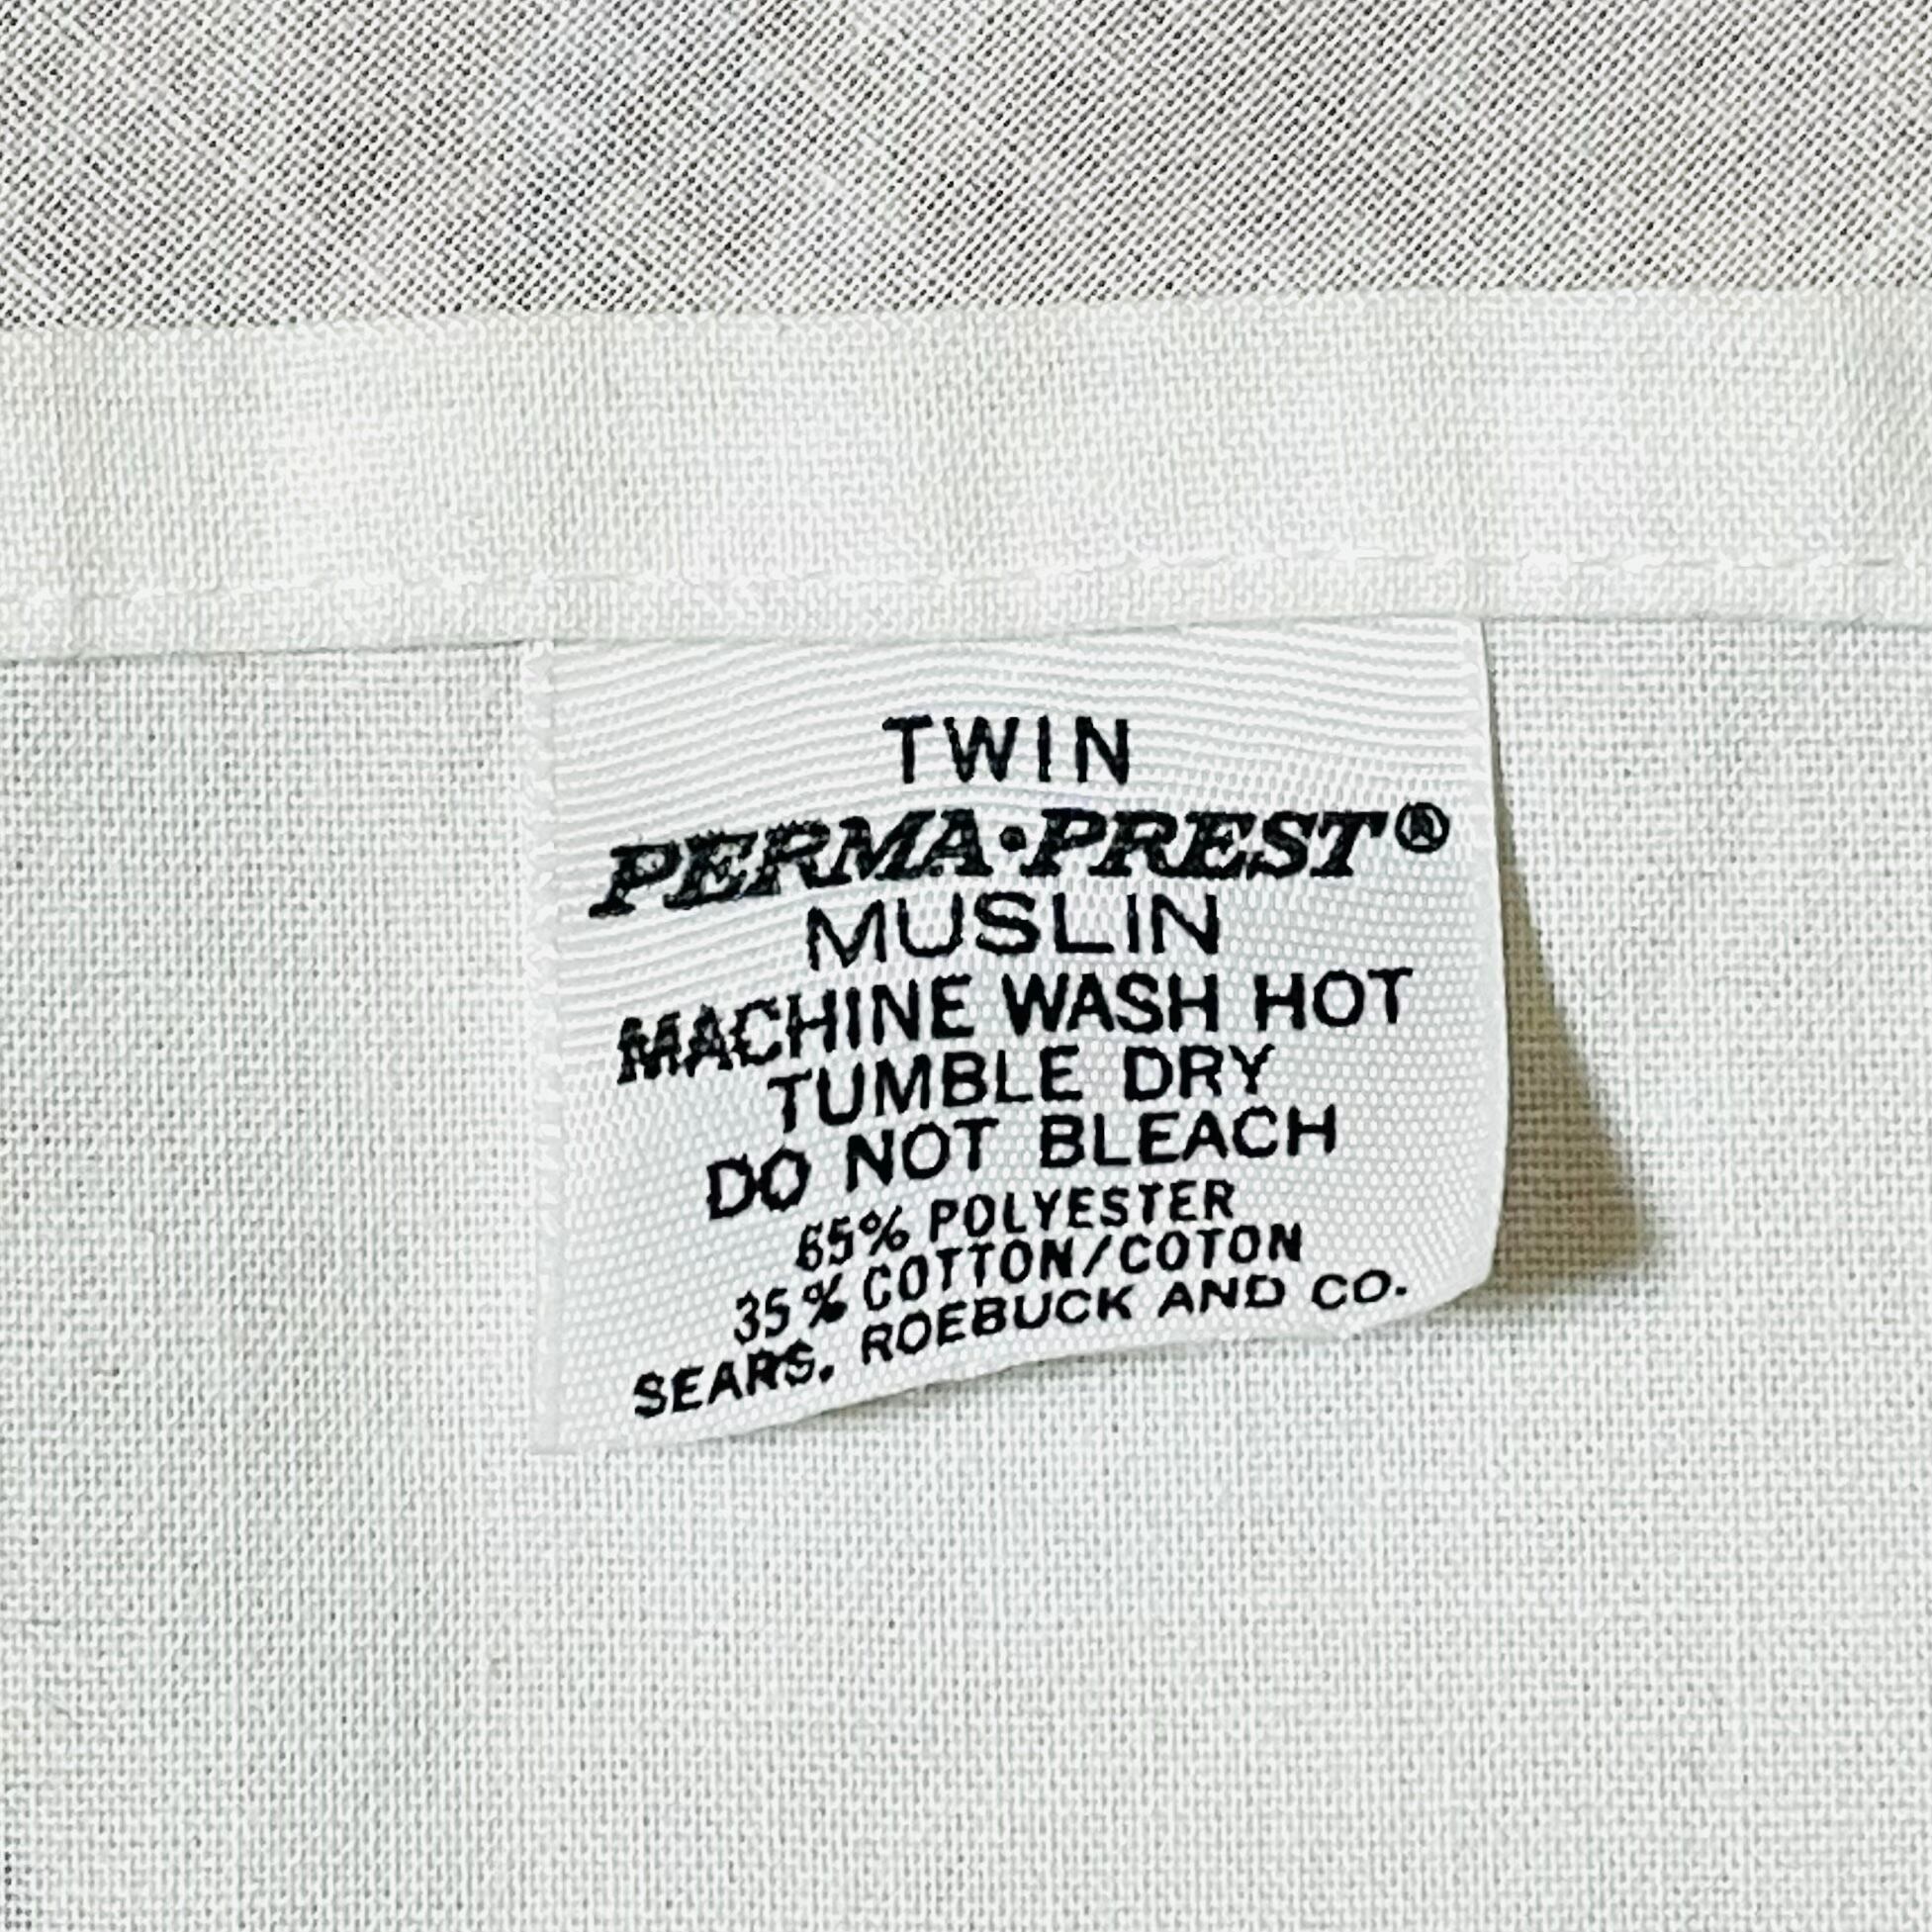 TWIN
PERMA·PREST®
MUSLIN
MACHINE WASH HOT
TUMBLE DRY
DO NOT BLEACH
65% POLYESTER
35% COTTON/COTON
SEARS, ROEBUCK AND CO.